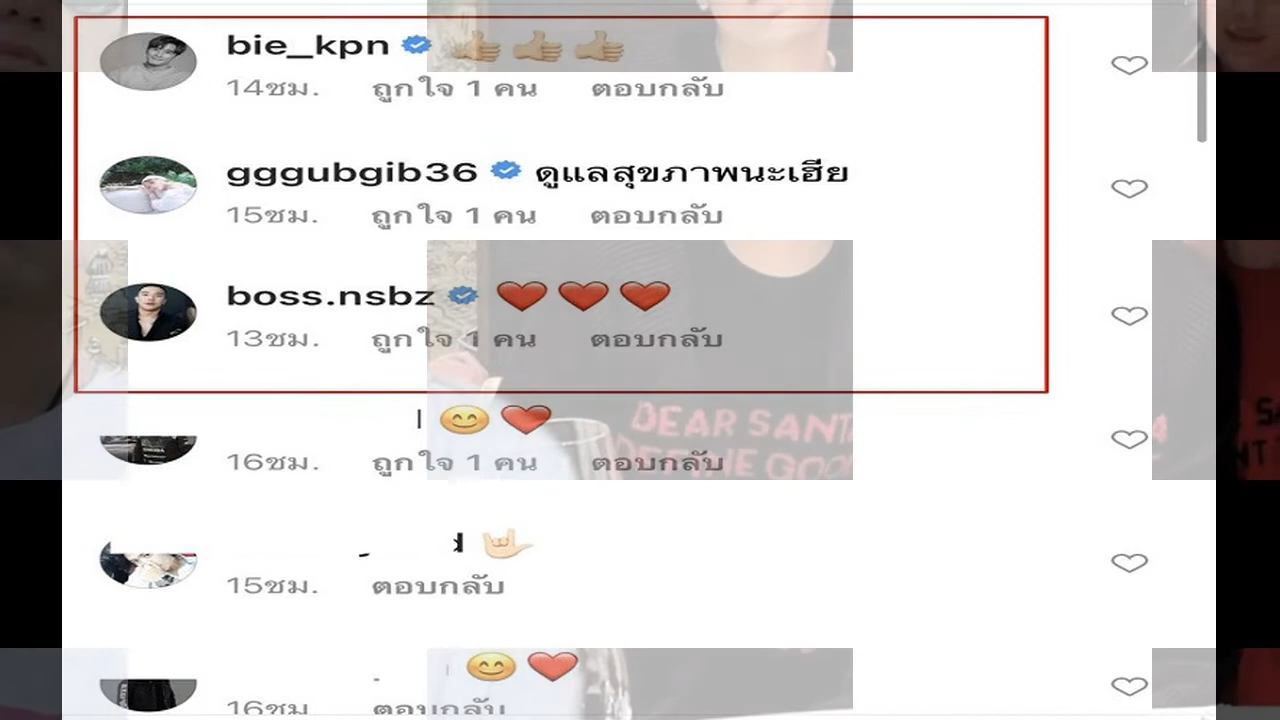 bie_kpn 👍🏼👍🏼👍🏼
14ชม. ถูกใจ 1 คน ตอบกลับ
gggubgib36 ดูแลสุขภาพนะเฮีย
15ชม. ถูกใจ 1 คน ตอบกลับ
boss.nsbz ❤️❤️❤️
13ชม. ถูกใจ 1 คน ตอบกลับ
😊❤️
DEAR SANTA
16ชม. ถูกใจ 1 คน ตอบกลับ
🤟🏻
15ชม. ตอบกลับ
😊❤️
16ชม. ตอบกลับ